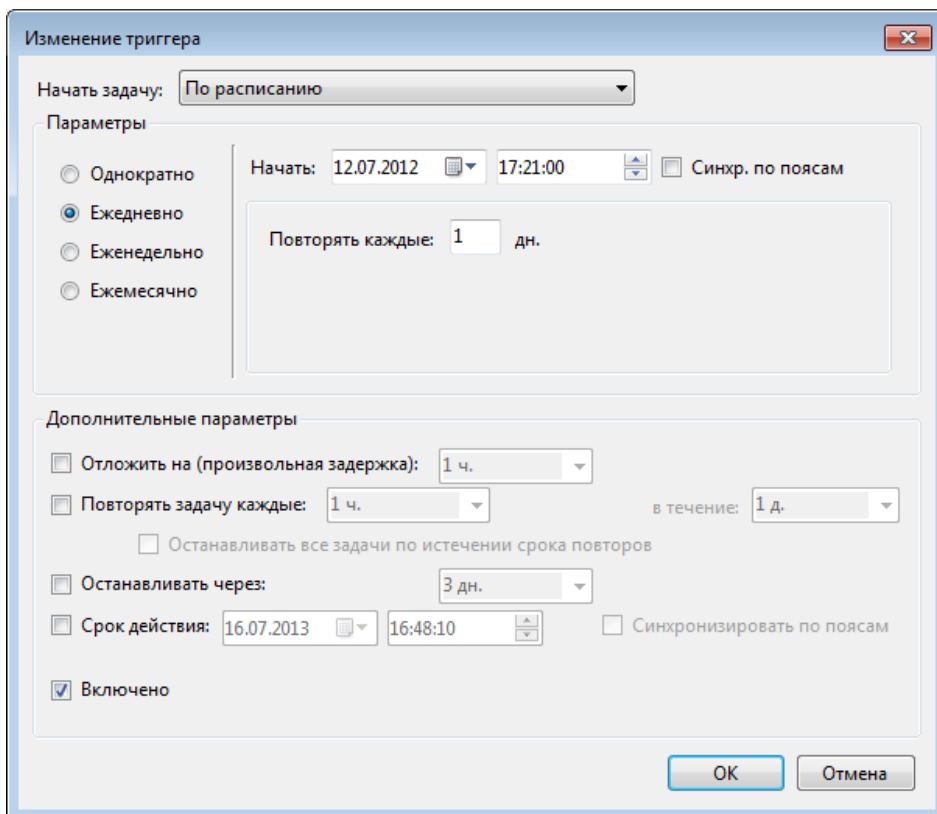 Изменение триггера
Начать задачу: По расписанию
Параметры
Однократно
Ежедневно
Еженедельно
Ежемесячно
Начать: 12.07.2012 17:21:00 Синхр. по поясам
Повторять каждые: 1 дн.
Дополнительные параметры
Отложить на (произвольная задержка): 1 ч.
Повторять задачу каждые: 1 ч. в течение: 1 д.
Останавливать все задачи по истечении срока повторов
Останавливать через: 3 дн.
Срок действия: 16.07.2013 16:48:10 Синхронизировать по поясам
Включено
ОК Отмена